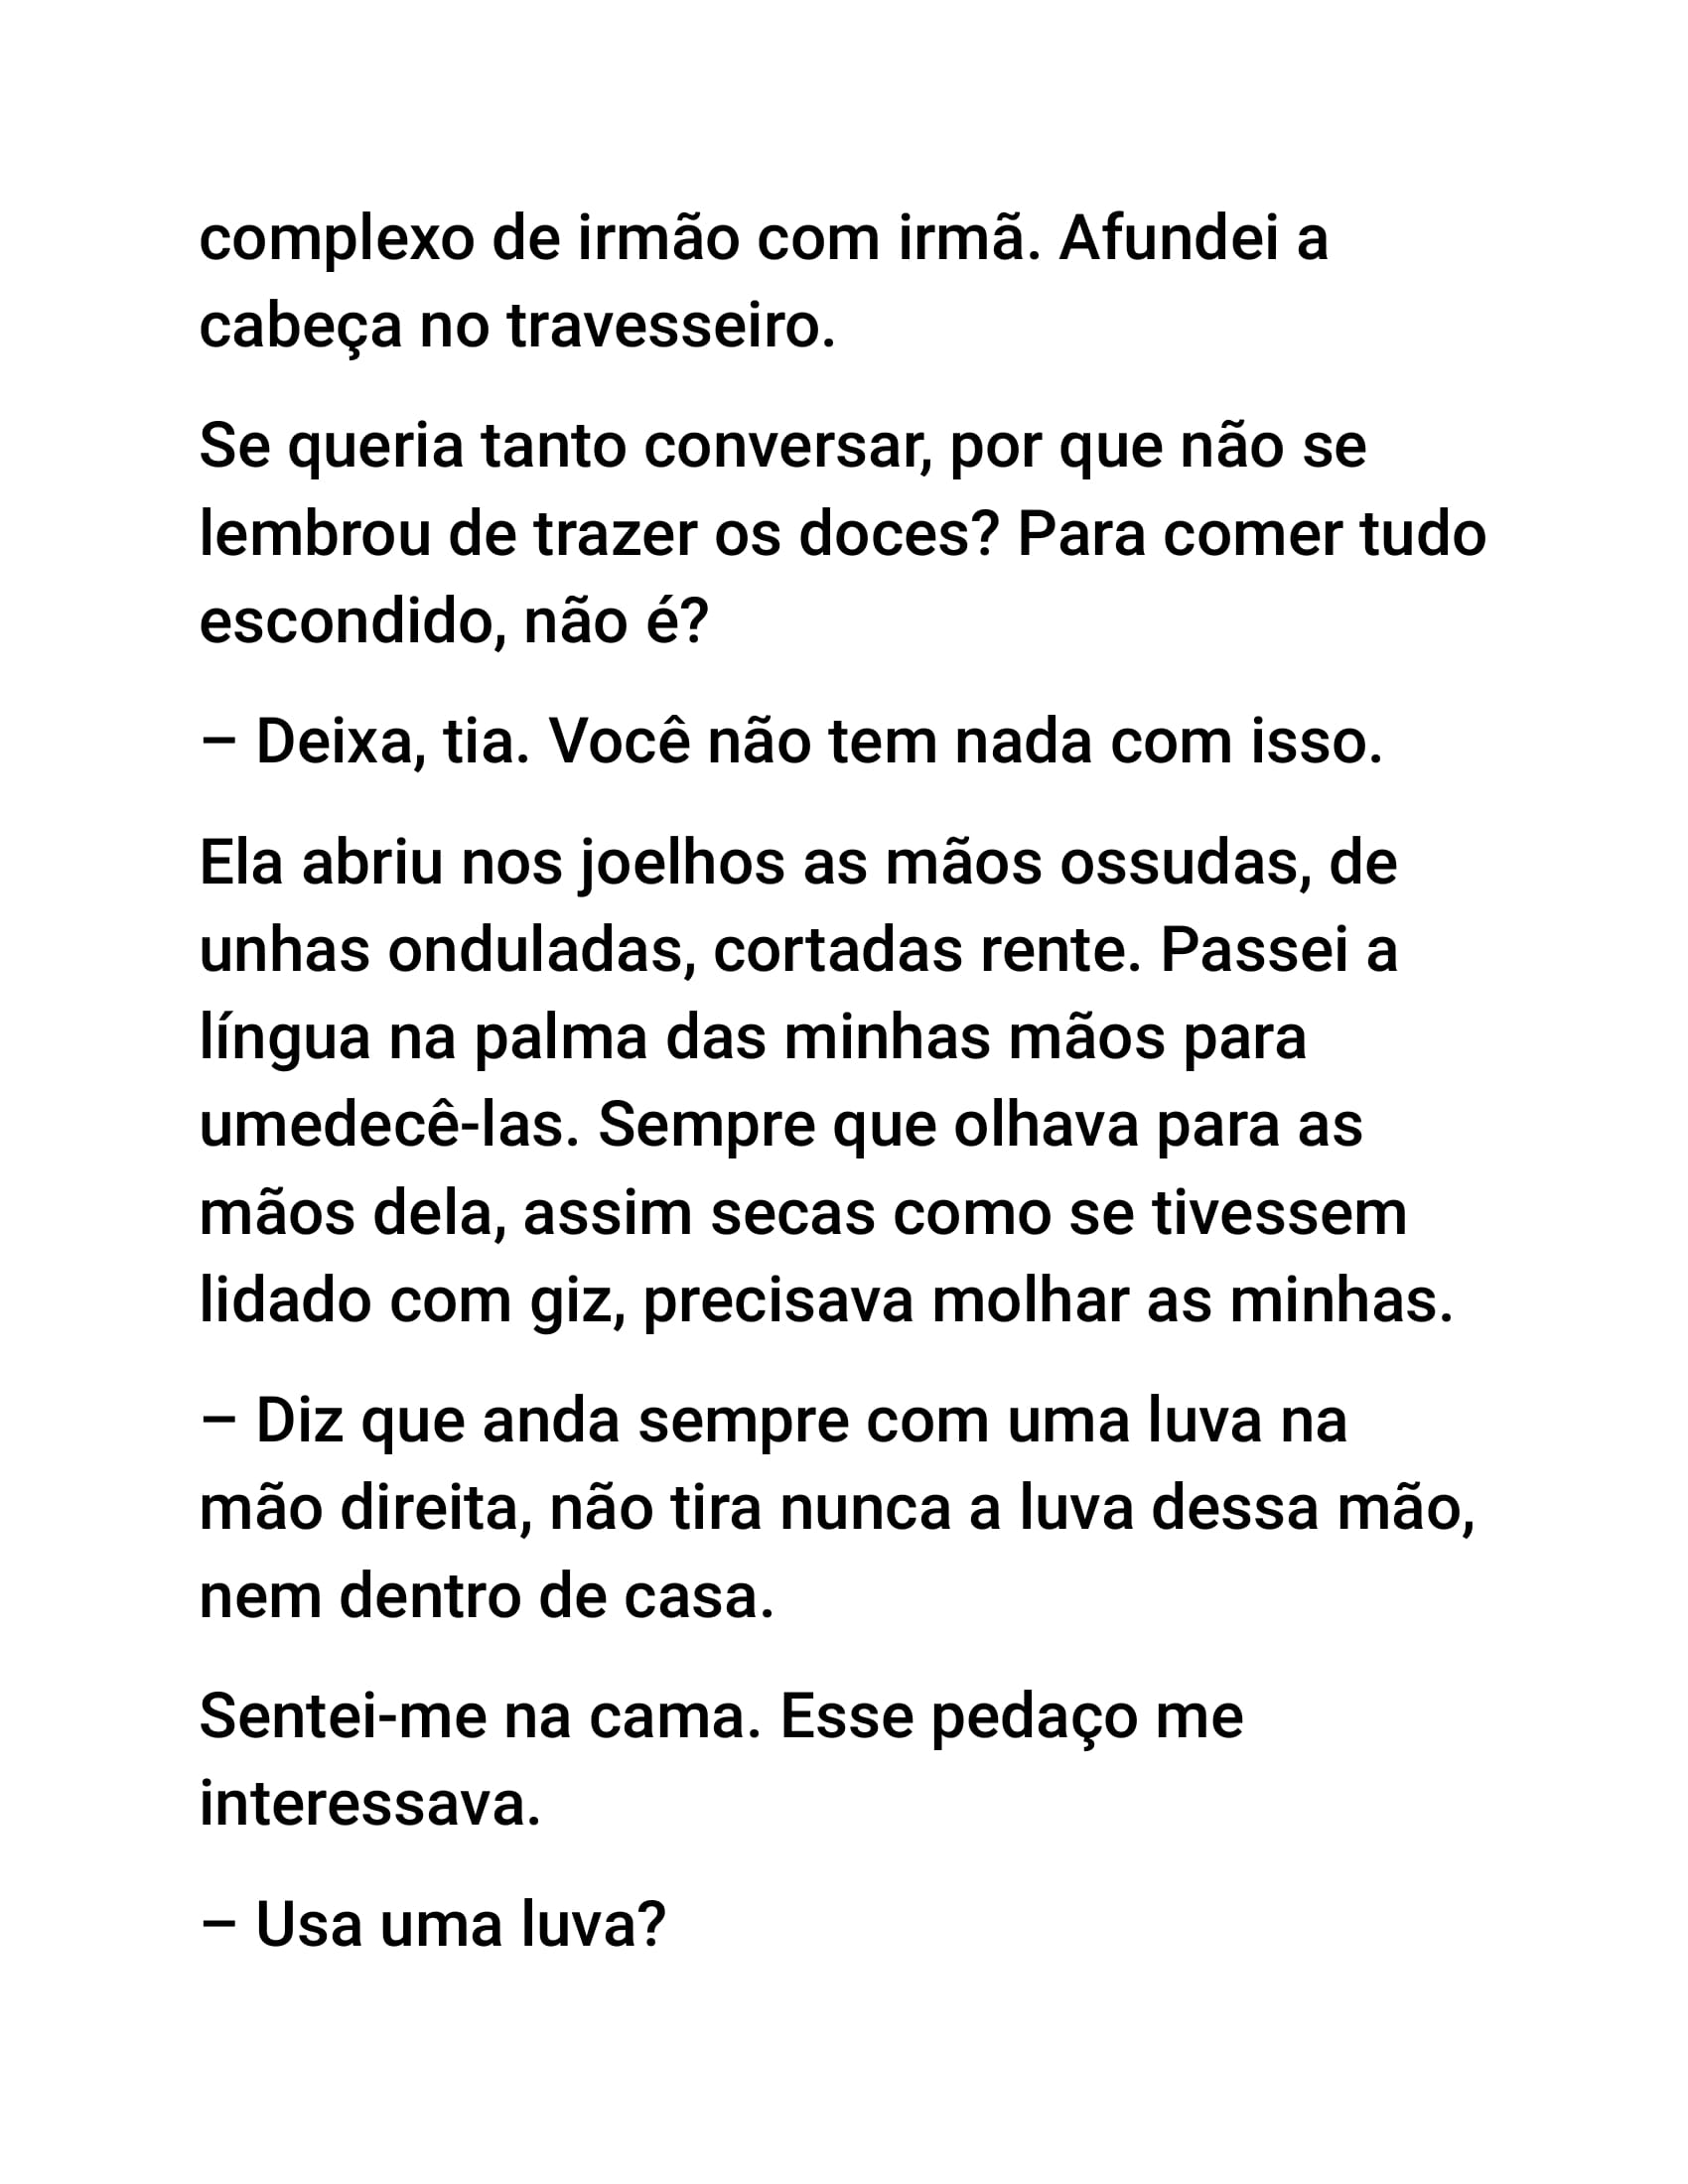 complexo de irmão com irmã. Afundei a
cabeça no travesseiro.
Se queria tanto conversar, por que não se
lembrou de trazer os doces? Para comer tudo
escondido, não é?
– Deixa, tia. Você não tem nada com isso.
Ela abriu nos joelhos as mãos ossudas, de
unhas onduladas, cortadas rente. Passei a
língua na palma das minhas mãos para
umedecê-las. Sempre que olhava para as
mãos dela, assim secas como se tivessem
lidado com giz, precisava molhar as minhas.
– Diz que anda sempre com uma luva na
mão direita, não tira nunca a luva dessa mão,
nem dentro de casa.
Sentei-me na cama. Esse pedaço me
interessava.
– Usa uma luva?